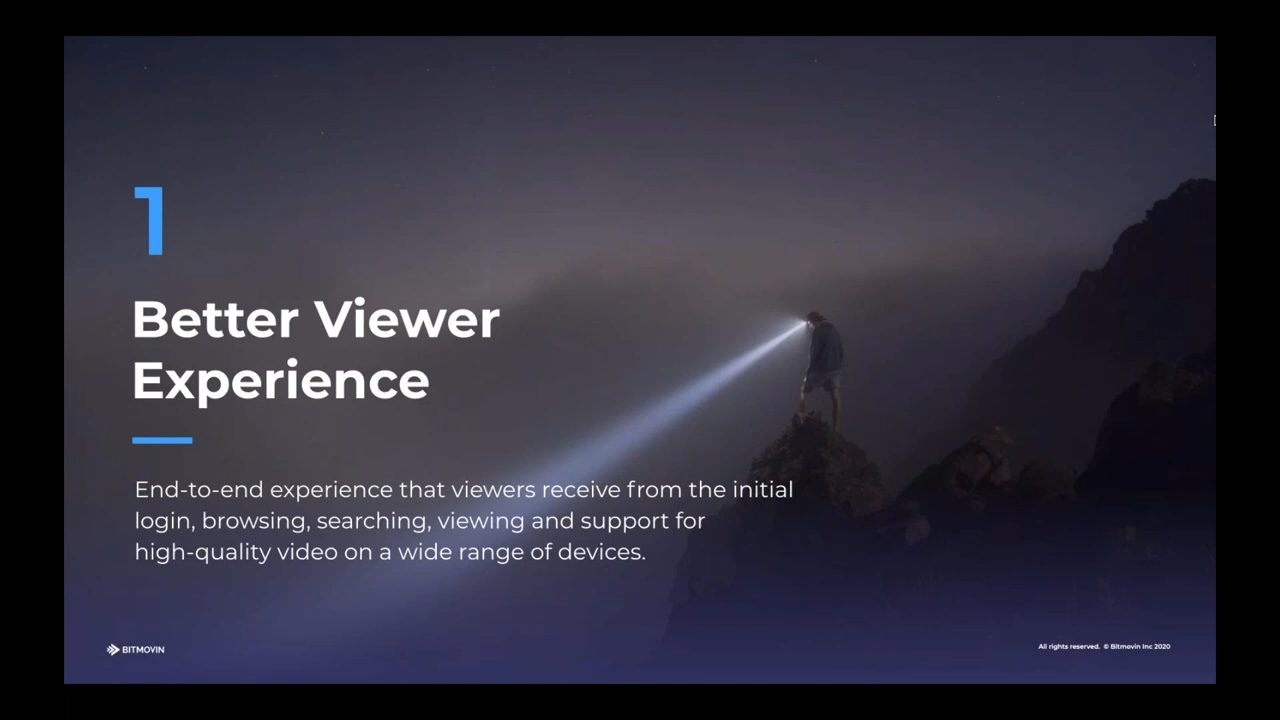 1
Better Viewer
Experience
End-to-end experience that viewers receive from the initial
login, browsing, searching, viewing and support for
high-quality video on a wide range of devices.
BITMOVIN
All rights reserved. © Bitmovin Inc 2020